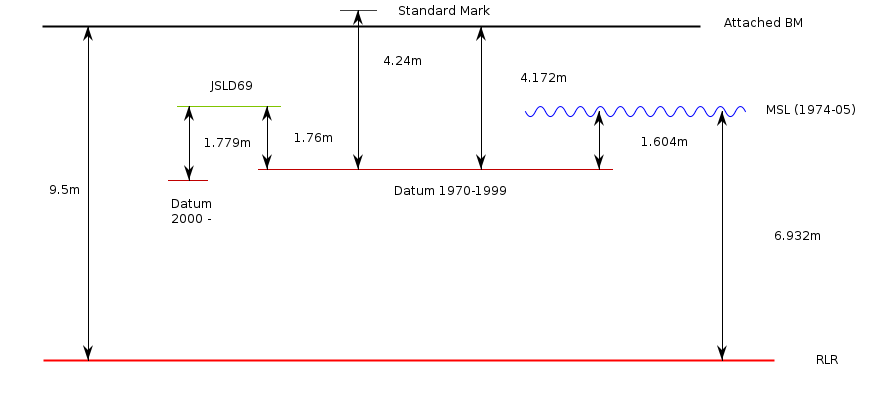 Standard Mark
Attached BM
4.24m
4.172m
JSLD69
MSL (1974-05)
1.779m
1.76m
1.604m
9.5m
Datum 1970-1999
Datum
2000 -
6.932m
RLR